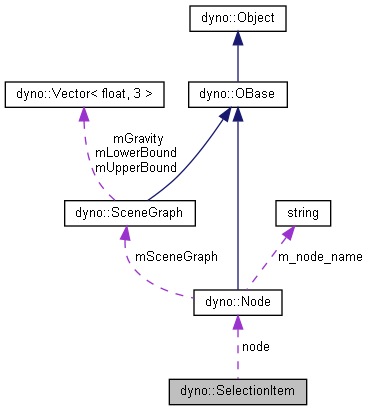 dyno::Object
dyno::Vector< float, 3 >
dyno::OBase
mGravity
mLowerBound
mUpperBound
dyno::SceneGraph
string
mSceneGraph
m_node_name
dyno::Node
node
dyno::SelectionItem